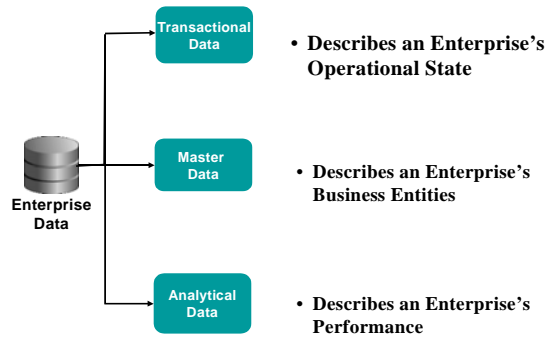 Transactional
Data
• Describes an Enterprise's
Operational State
Enterprise
Data
Master
Data
• Describes an Enterprise's
Business Entities
Analytical
Data
• Describes an Enterprise's
Performance